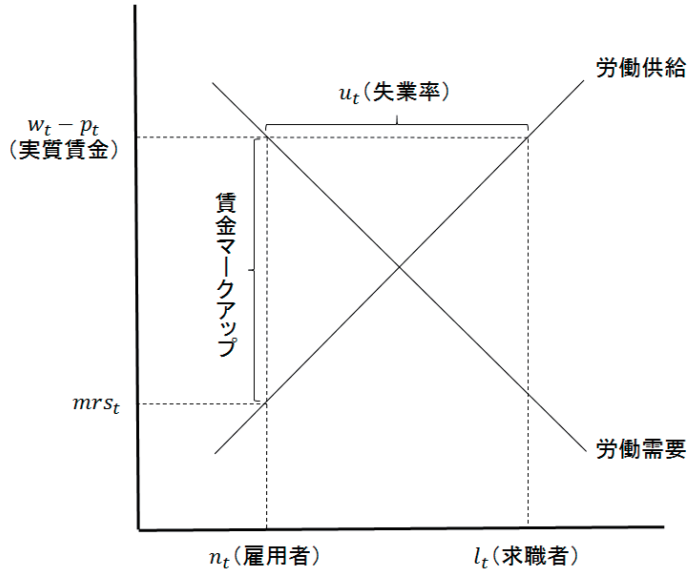 労働供給
u_t(失業率)
w_t − p_t
(実質賃金)
賃金マークアップ
mrs_t
労働需要
n_t(雇用者)
l_t(求職者)